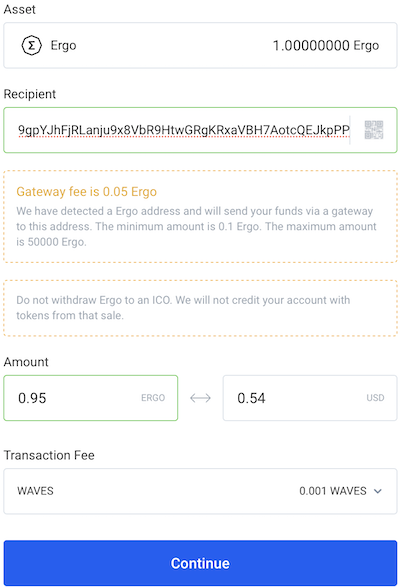 Asset
Ergo 1.00000000 Ergo
Recipient
9gpYJhFjRLanju9x8VbR9HtwGRgKRxaVBH7AotcQEJkpPP
Gateway fee is 0.05 Ergo
We have detected a Ergo address and will send your funds via a gateway
to this address. The minimum amount is 0.1 Ergo. The maximum amount
is 50000 Ergo.
Do not withdraw Ergo to an ICO. We will not credit your account with
tokens from that sale.
Amount
0.95 ERGO 0.54 USD
Transaction Fee
WAVES 0.001 WAVES
Continue